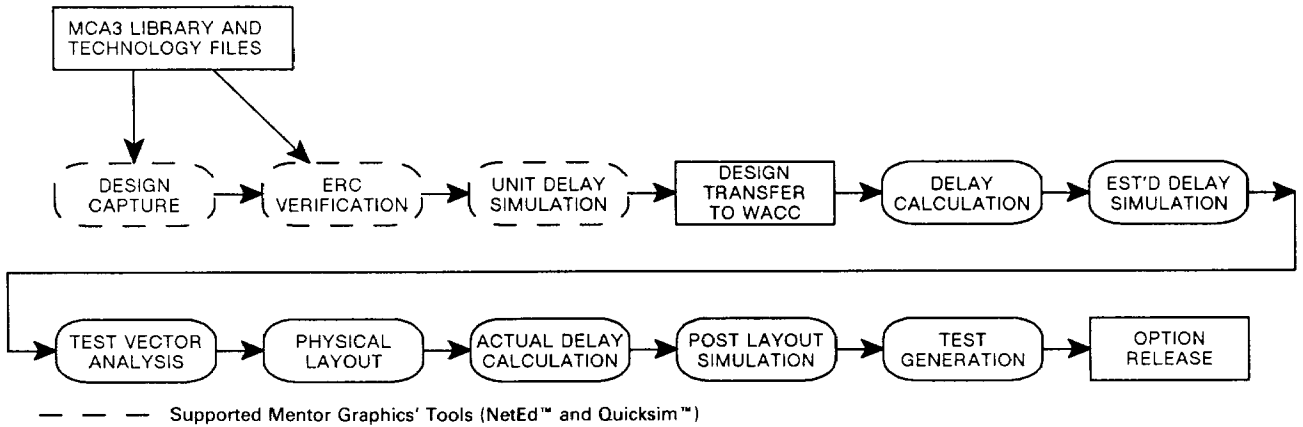 MCA3 LIBRARY AND
TECHNOLOGY FILES
DESIGN
CAPTURE
ERC
VERIFICATION
UNIT DELAY
SIMULATION
DESIGN
TRANSFER
TO WACC
DELAY
CALCULATION
EST'D DELAY
SIMULATION
TEST VECTOR
ANALYSIS
PHYSICAL
LAYOUT
ACTUAL DELAY
CALCULATION
POST LAYOUT
SIMULATION
TEST
GENERATION
OPTION
RELEASE
Supported Mentor Graphics' Tools (NetEd™ and Quicksim™)